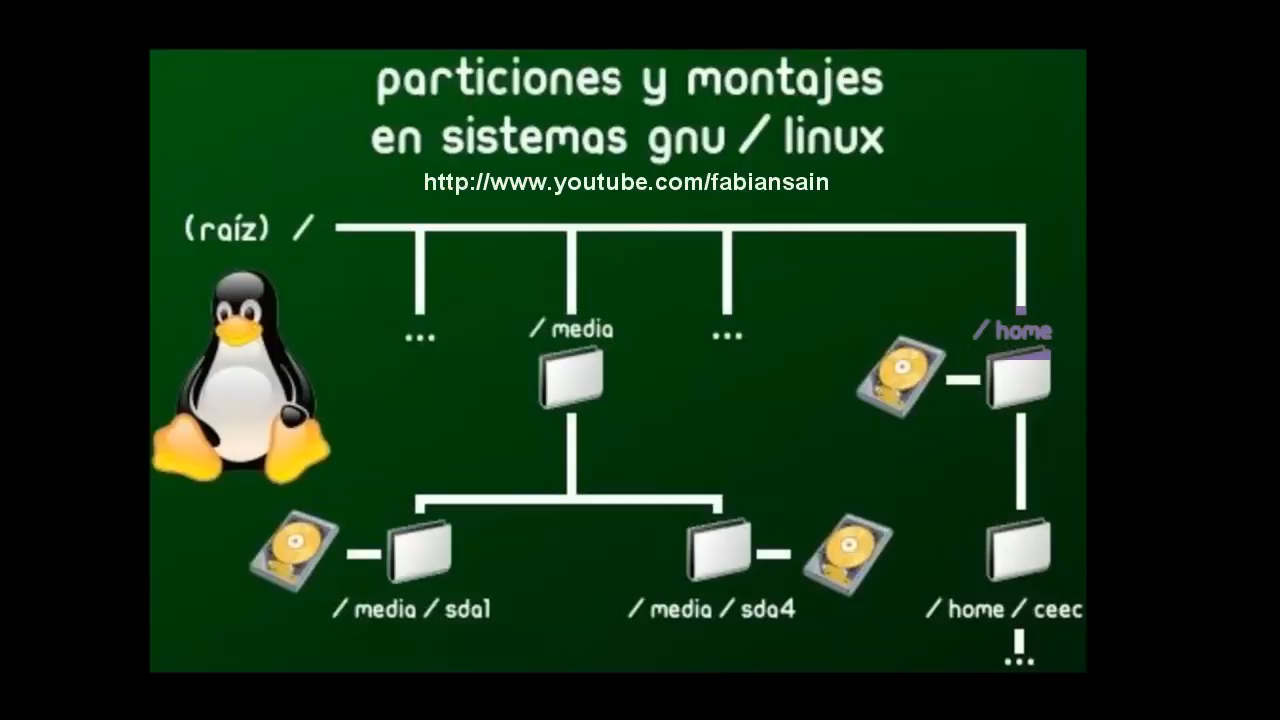 particiones y montajes
en sistemas gnu / linux
http://www.youtube.com/fabiansain
(raíz) /
... /media ... /home
/media/sda1 /media/sda4 /home/ceec
...